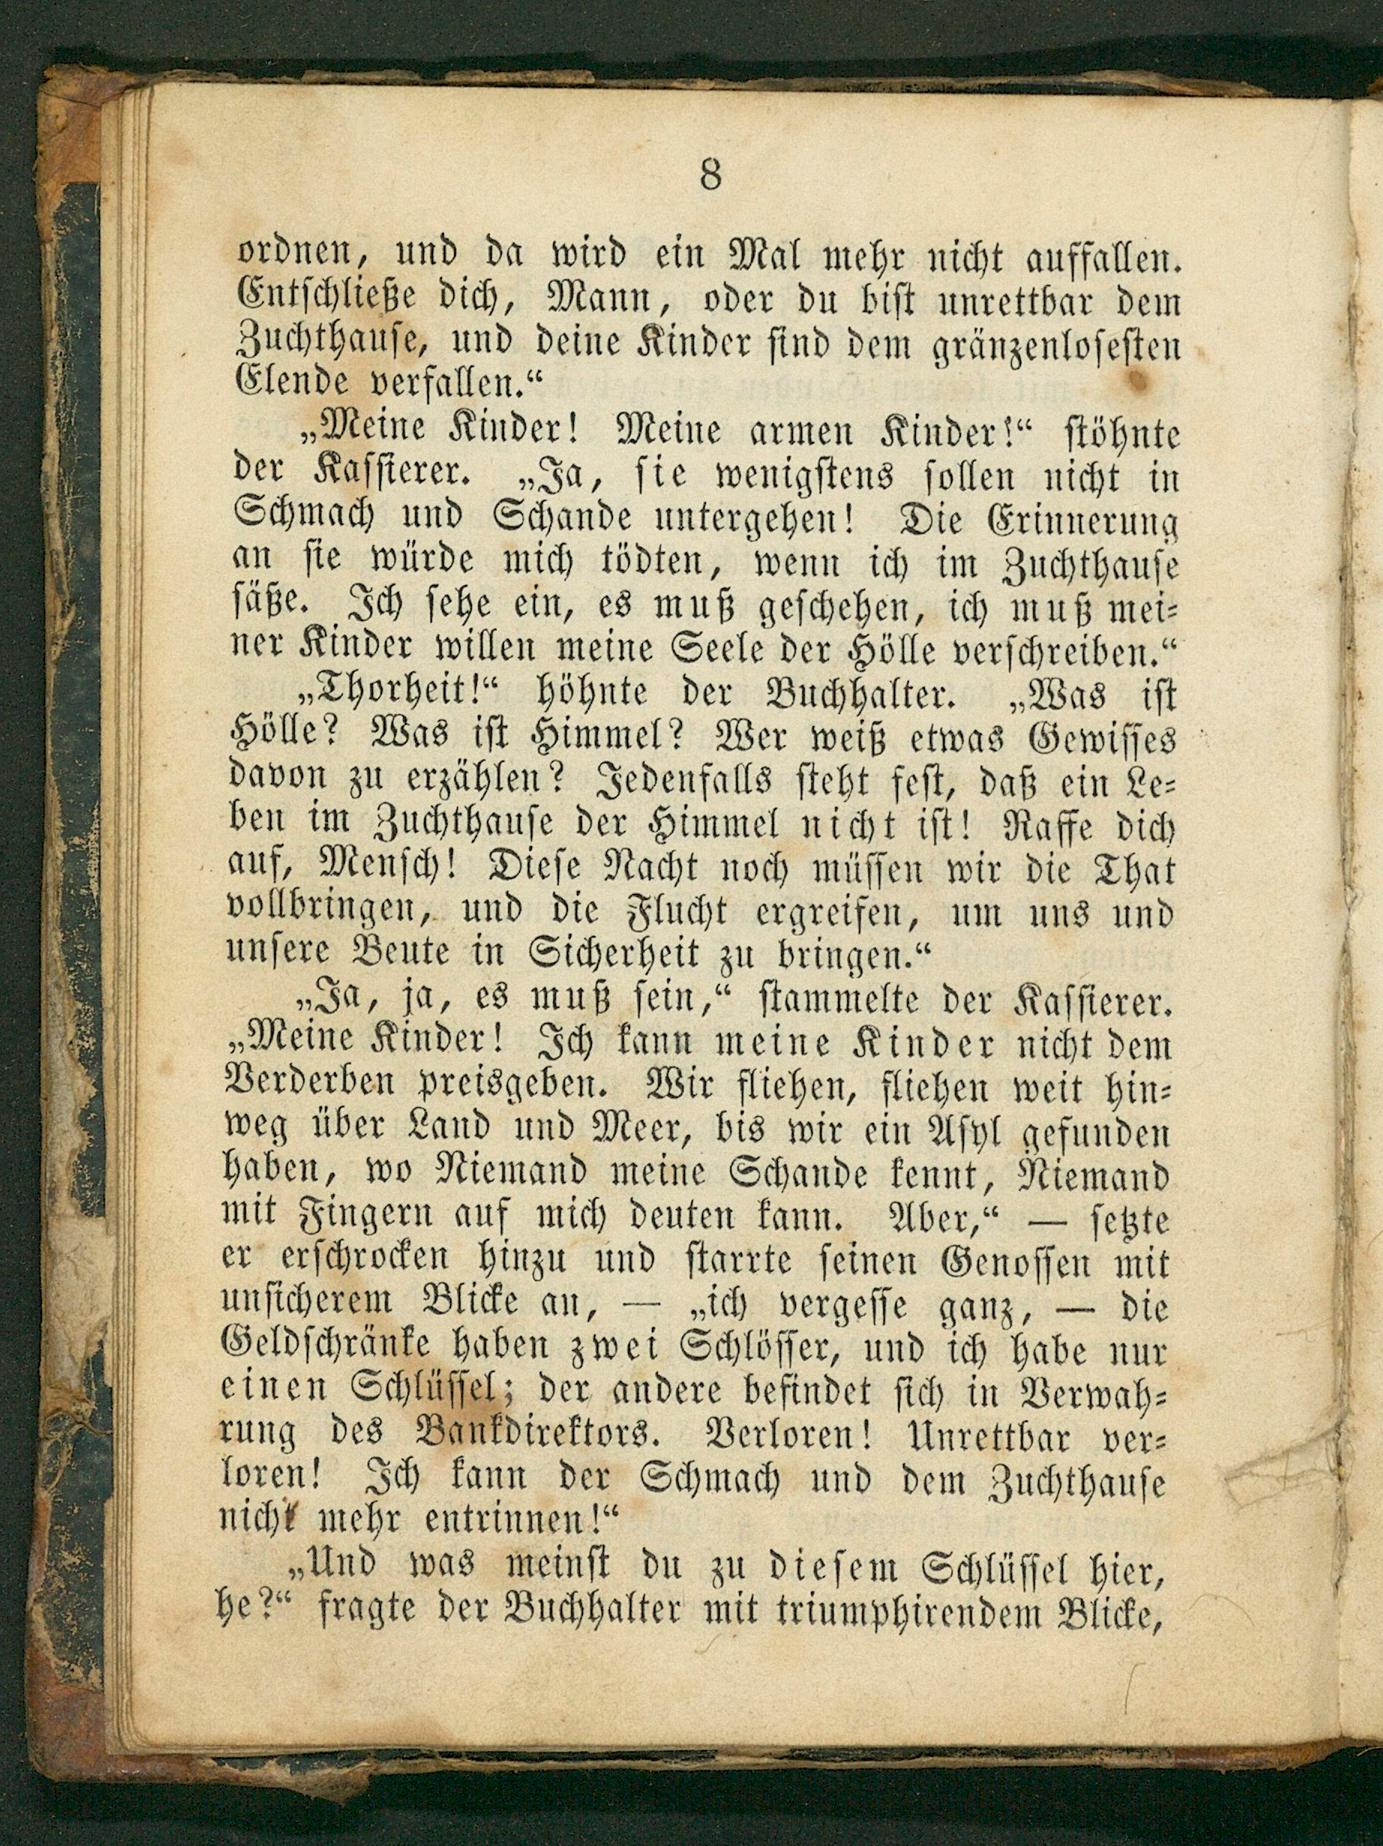 8
ordnen, und da wird ein Mal mehr nicht auffallen.
Entschließe dich, Mann, oder du bist unrettbar dem
Zuchthause, und deine Kinder sind dem gränzenlosesten
Elende verfallen.“
„Meine Kinder! Meine armen Kinder!“ stöhnte
der Kassierer. „Ja, sie wenigstens sollen nicht in
Schmach und Schande untergehen! Die Erinnerung
an sie würde mich tödten, wenn ich im Zuchthause
säße. Ich sehe ein, es muß geschehen, ich muß mei-
ner Kinder willen meine Seele der Hölle verschreiben.“
„Thorheit!“ höhnte der Buchhalter. „Was ist
Hölle? Was ist Himmel? Wer weiß etwas Gewisses
davon zu erzählen? Jedenfalls steht fest, daß ein Le-
ben im Zuchthause der Himmel nicht ist! Raffe dich
auf, Mensch! Diese Nacht noch müssen wir die That
vollbringen, und die Flucht ergreifen, um uns und
unsere Beute in Sicherheit zu bringen.“
„Ja, ja, es muß sein,“ stammelte der Kassierer.
„Meine Kinder! Ich kann meine Kinder nicht dem
Verderben preisgeben. Wir fliehen, fliehen weit hin-
weg über Land und Meer, bis wir ein Asyl gefunden
haben, wo Niemand meine Schande kennt, Niemand
mit Fingern auf mich deuten kann. Aber,“ — setzte
er erschrocken hinzu und starrte seinen Genossen mit
unsicherem Blicke an, — „ich vergesse ganz, — die
Geldschränke haben zwei Schlösser, und ich habe nur
einen Schlüssel; der andere befindet sich in Verwah-
rung des Bankdirektors. Verloren! Unrettbar ver-
loren! Ich kann der Schmach und dem Zuchthause
nicht mehr entrinnen!“
„Und was meinst du zu diesem Schlüssel hier,
he?“ fragte der Buchhalter mit triumphirendem Blicke,